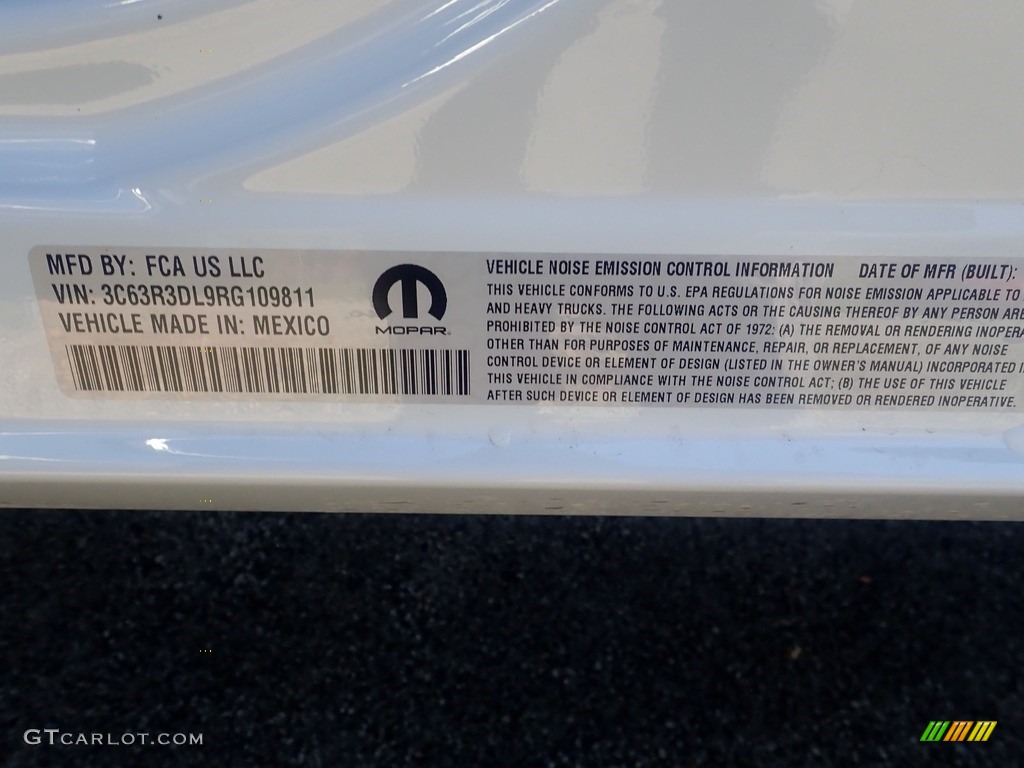 MFD BY: FCA US LLC
VIN: 3C63R3DL9RG109811
VEHICLE MADE IN: MEXICO
MOPAR
VEHICLE NOISE EMISSION CONTROL INFORMATION DATE OF MFR (BUILT):
THIS VEHICLE CONFORMS TO U.S. EPA REGULATIONS FOR NOISE EMISSION APPLICABLE TO
AND HEAVY TRUCKS. THE FOLLOWING ACTS OR THE CAUSING THEREOF BY ANY PERSON ARE
PROHIBITED BY THE NOISE CONTROL ACT OF 1972: (A) THE REMOVAL OR RENDERING INOPERA
OTHER THAN FOR PURPOSES OF MAINTENANCE, REPAIR, OR REPLACEMENT, OF ANY NOISE
CONTROL DEVICE OR ELEMENT OF DESIGN (LISTED IN THE OWNER'S MANUAL) INCORPORATED I
THIS VEHICLE IN COMPLIANCE WITH THE NOISE CONTROL ACT; (B) THE USE OF THIS VEHICLE
AFTER SUCH DEVICE OR ELEMENT OF DESIGN HAS BEEN REMOVED OR RENDERED INOPERATIVE.
GTCARLOT.COM